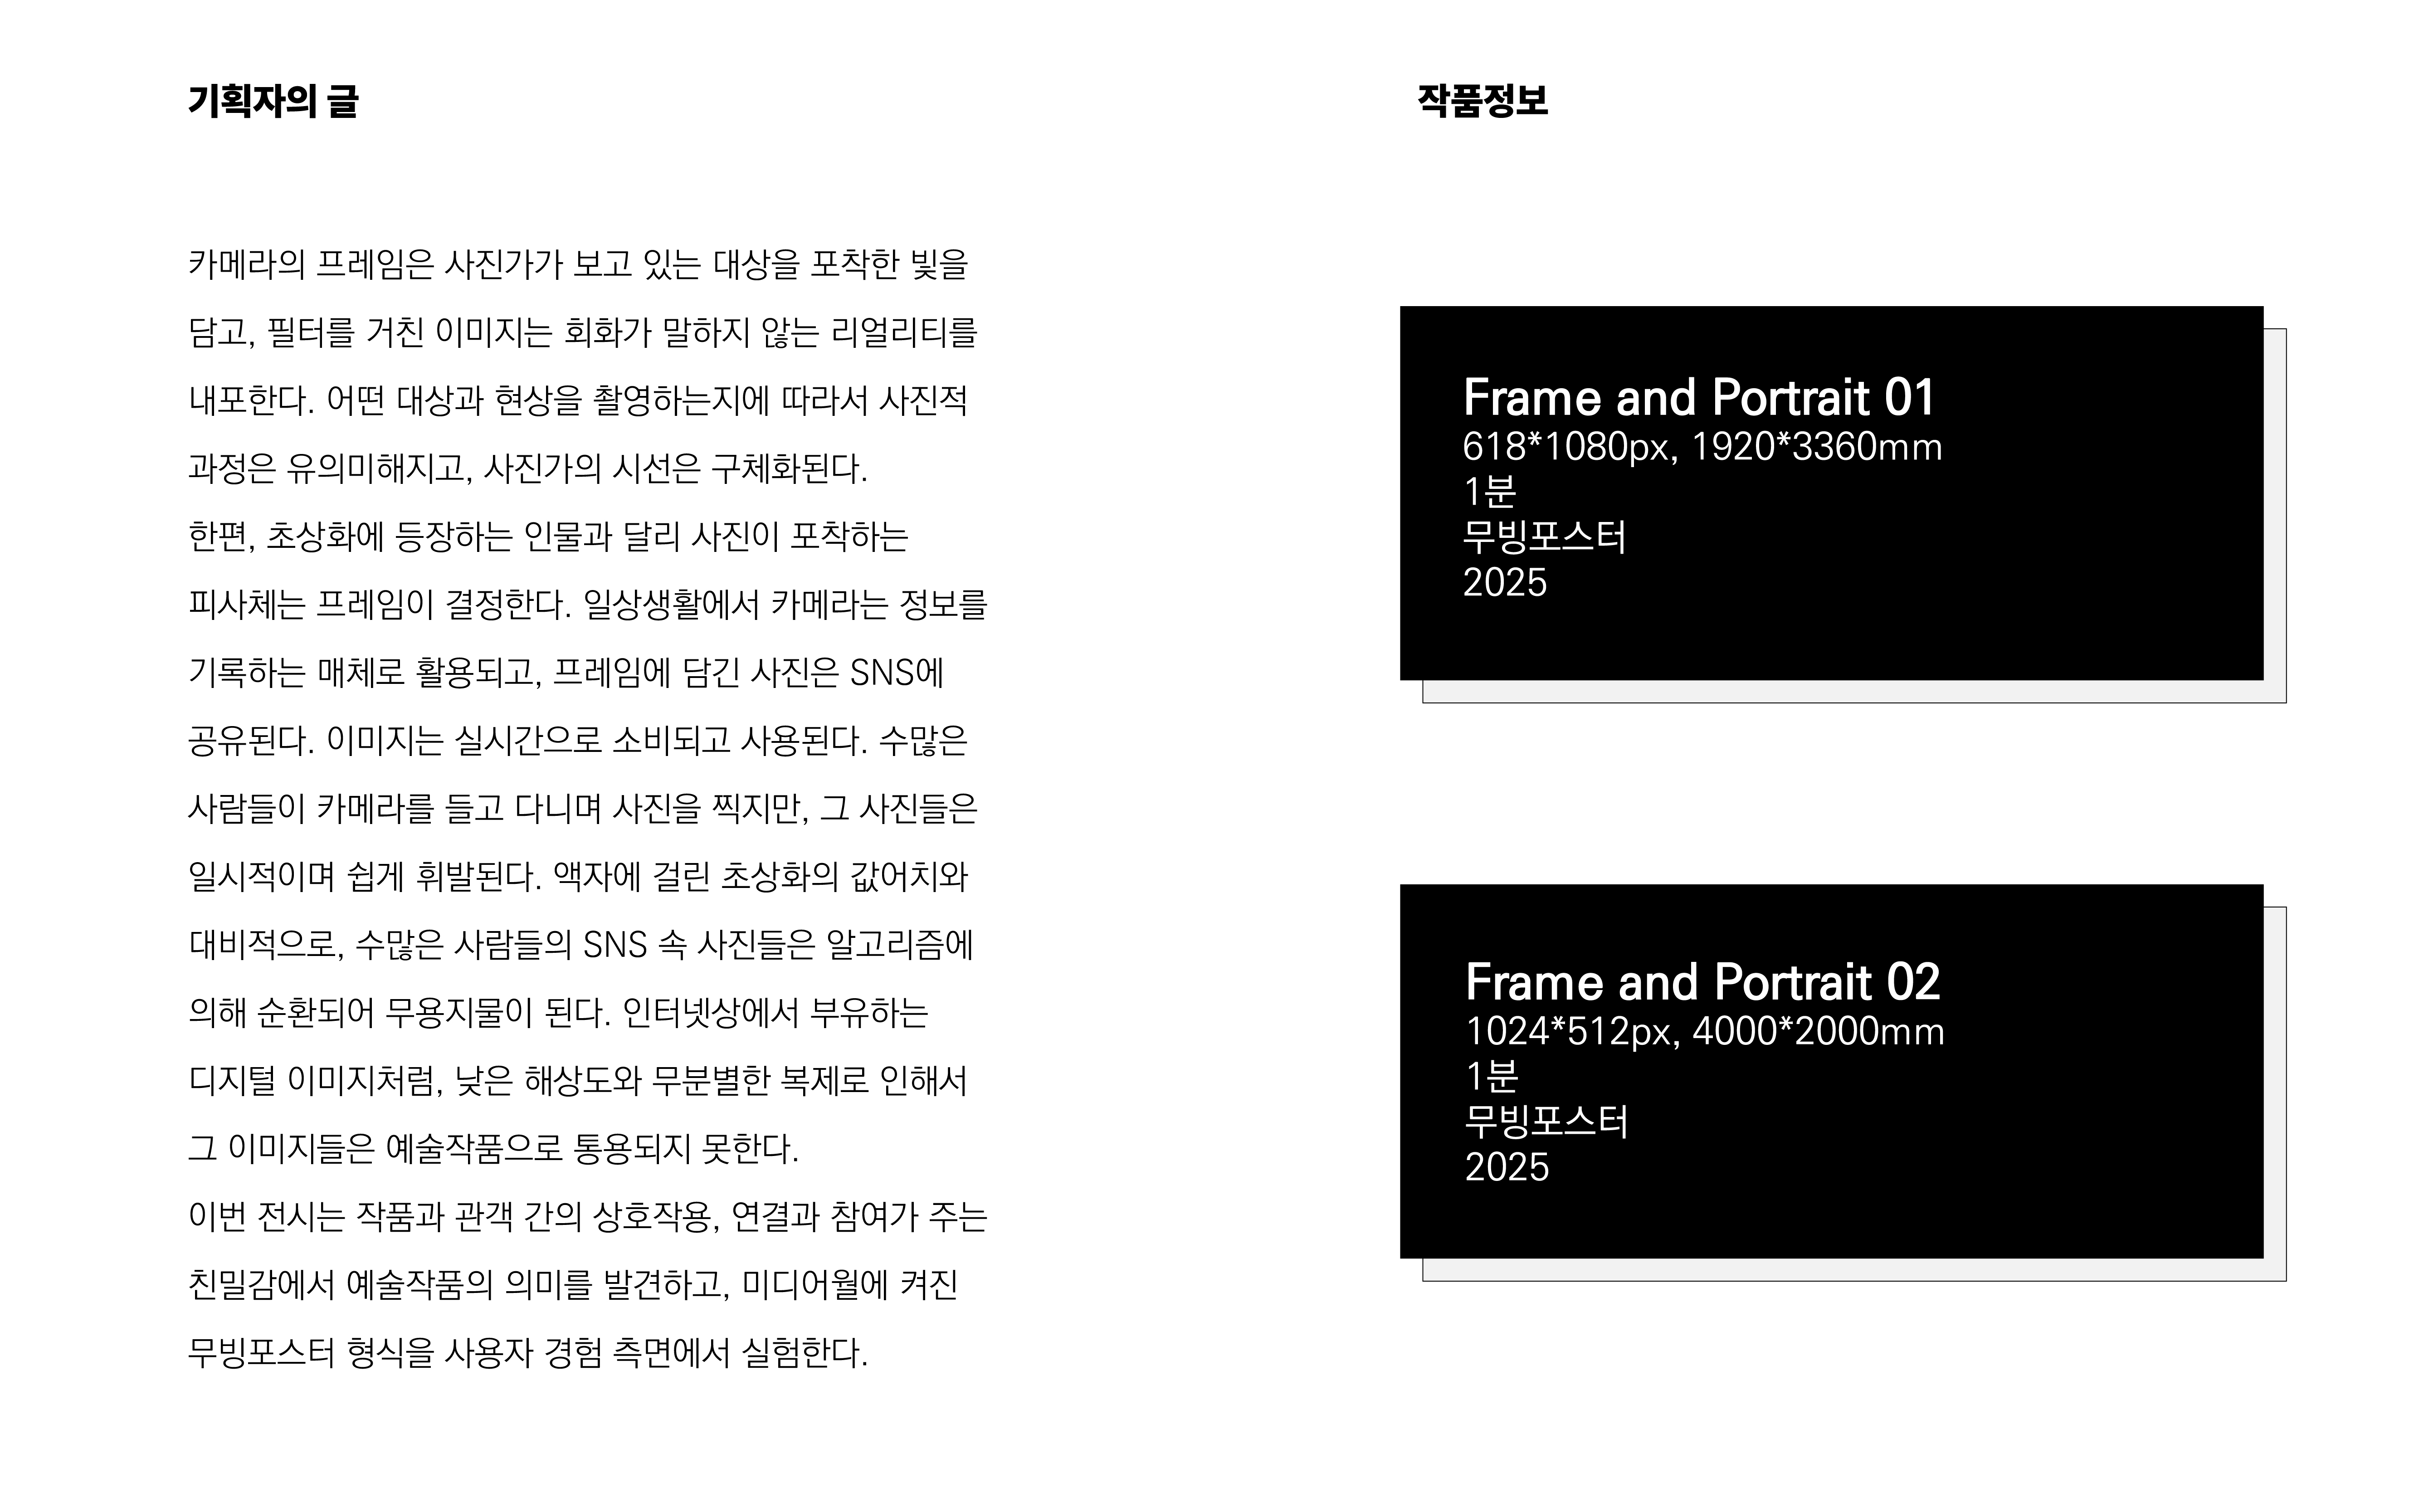 기획자의 글
카메라의 프레임은 사진가가 보고 있는 대상을 포착한 빛을
담고, 필터를 거친 이미지는 회화가 말하지 않는 리얼리티를
내포한다. 어떤 대상과 현상을 촬영하는지에 따라서 사진적
과정은 유의미해지고, 사진가의 시선은 구체화된다.
한편, 초상화에 등장하는 인물과 달리 사진이 포착하는
피사체는 프레임이 결정한다. 일상생활에서 카메라는 정보를
기록하는 매체로 활용되고, 프레임에 담긴 사진은 SNS에
공유된다. 이미지는 실시간으로 소비되고 사용된다. 수많은
사람들이 카메라를 들고 다니며 사진을 찍지만, 그 사진들은
일시적이며 쉽게 휘발된다. 액자에 걸린 초상화의 값어치와
대비적으로, 수많은 사람들의 SNS 속 사진들은 알고리즘에
의해 순환되어 무용지물이 된다. 인터넷상에서 부유하는
디지털 이미지처럼, 낮은 해상도와 무분별한 복제로 인해서
그 이미지들은 예술작품으로 통용되지 못한다.
이번 전시는 작품과 관객 간의 상호작용, 연결과 참여가 주는
친밀감에서 예술작품의 의미를 발견하고, 미디어월에 켜진
무빙포스터 형식을 사용자 경험 측면에서 실험한다.
작품정보
Frame and Portrait 01
618*1080px, 1920*3360mm
1분
무빙포스터
2025
Frame and Portrait 02
1024*512px, 4000*2000mm
1분
무빙포스터
2025